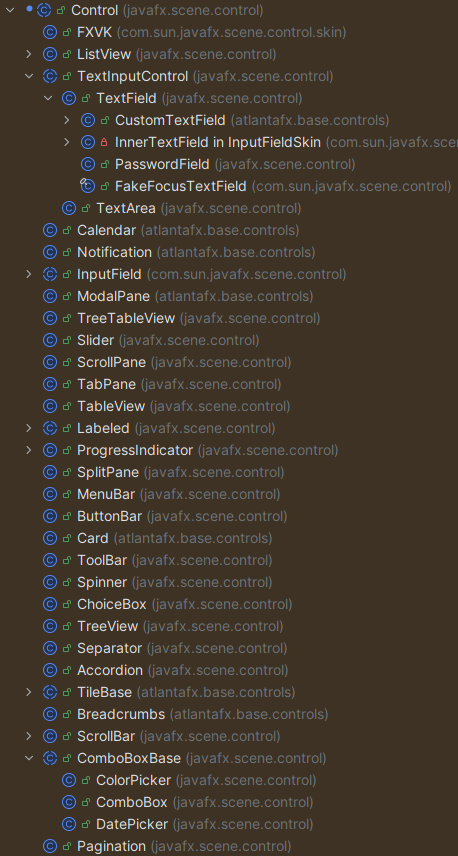 Control (javafx.scene.control)
FXVK (com.sun.javafx.scene.control.skin)
ListView (javafx.scene.control)
TextInputControl (javafx.scene.control)
TextField (javafx.scene.control)
CustomTextField (atlantafx.base.controls)
InnerTextField in InputFieldSkin (com.sun.javafx.sce
PasswordField (javafx.scene.control)
FakeFocusTextField (com.sun.javafx.scene.control)
TextArea (javafx.scene.control)
Calendar (atlantafx.base.controls)
Notification (atlantafx.base.controls)
InputField (com.sun.javafx.scene.control)
ModalPane (atlantafx.base.controls)
TreeTableView (javafx.scene.control)
Slider (javafx.scene.control)
ScrollPane (javafx.scene.control)
TabPane (javafx.scene.control)
TableView (javafx.scene.control)
Labeled (javafx.scene.control)
ProgressIndicator (javafx.scene.control)
SplitPane (javafx.scene.control)
MenuBar (javafx.scene.control)
ButtonBar (javafx.scene.control)
Card (atlantafx.base.controls)
ToolBar (javafx.scene.control)
Spinner (javafx.scene.control)
ChoiceBox (javafx.scene.control)
TreeView (javafx.scene.control)
Separator (javafx.scene.control)
Accordion (javafx.scene.control)
TileBase (atlantafx.base.controls)
Breadcrumbs (atlantafx.base.controls)
ScrollBar (javafx.scene.control)
ComboBoxBase (javafx.scene.control)
ColorPicker (javafx.scene.control)
ComboBox (javafx.scene.control)
DatePicker (javafx.scene.control)
Pagination (javafx.scene.control)